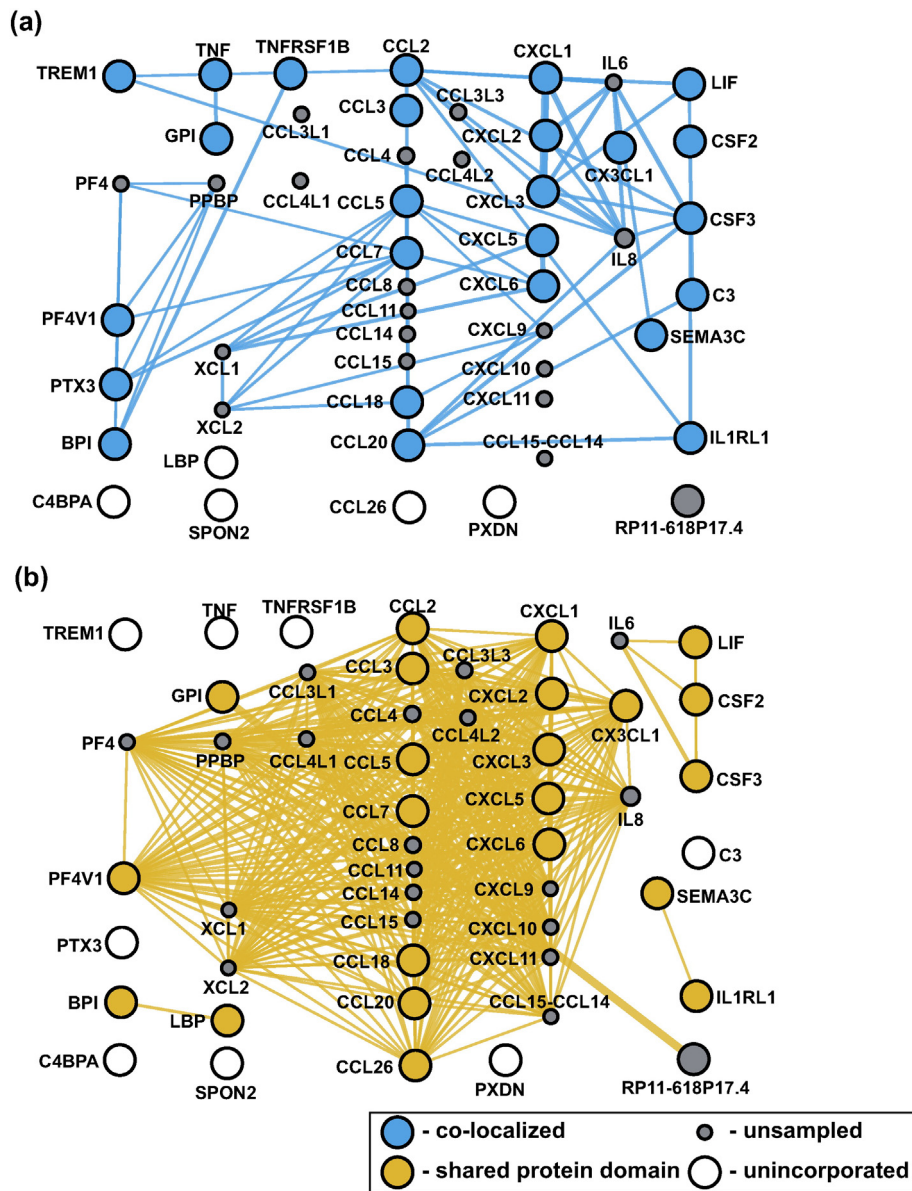 (a)
TREM1 TNF TNFRSF1B CCL2 CXCL1 IL6 LIF
GPI CCL3L1 CCL3 CCL3L3 CXCL2 CX3CL1 CSF2
PF4 PPBP CCL4L1 CCL4 CCL4L2 CXCL3
CCL5 CXCL5 IL8 CSF3
CCL7
PF4V1 CCL8 CXCL6 C3
XCL1 CCL11 CXCL9 SEMA3C
CCL14
PTX3 CCL15 CXCL10
XCL2 CCL18 CXCL11
BPI LBP CCL20 CCL15-CCL14 IL1RL1
C4BPA SPON2 CCL26 PXDN RP11-618P17.4
(b)
TREM1 TNF TNFRSF1B CCL2 CXCL1 IL6 LIF
GPI CCL3L1 CCL3 CCL3L3 CXCL2 CX3CL1 CSF2
PF4 PPBP CCL4L1 CCL4 CCL4L2 CXCL3
CCL5 CXCL5 IL8 CSF3
CCL7
PF4V1 CCL8 CXCL6 C3
XCL1 CCL11 CXCL9 SEMA3C
CCL14
PTX3 CCL15 CXCL10
XCL2 CCL18 CXCL11
BPI LBP CCL20 CCL15-CCL14 IL1RL1
C4BPA SPON2 CCL26 PXDN RP11-618P17.4
- co-localized - unsampled
- shared protein domain - unincorporated